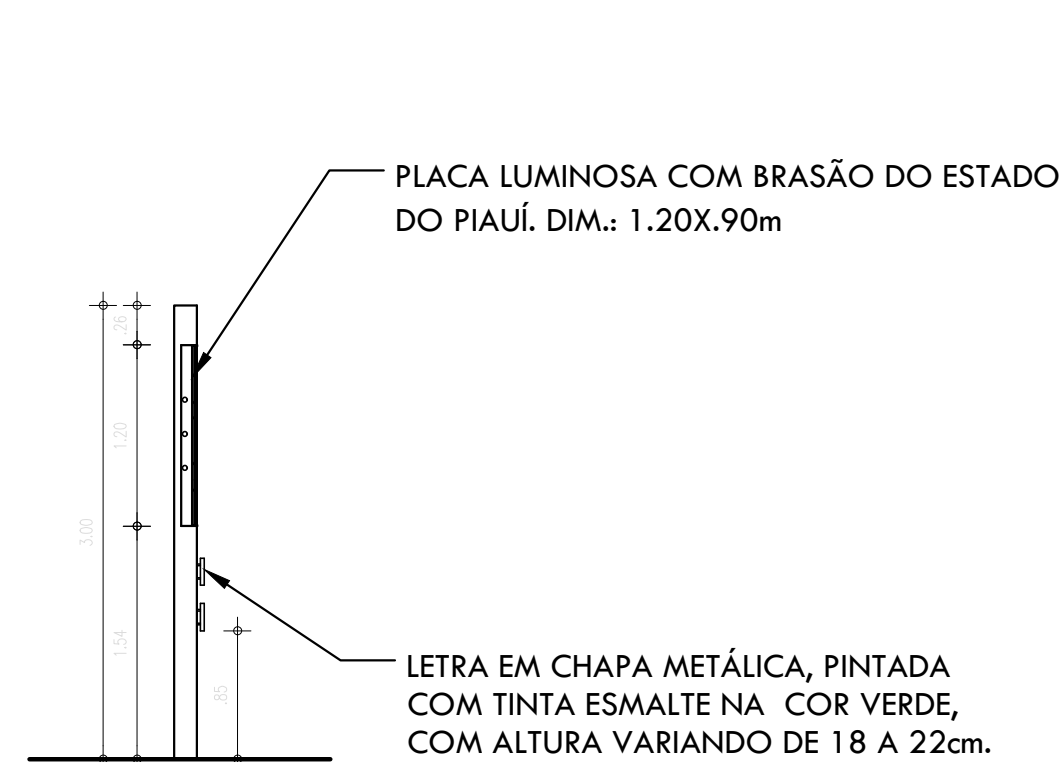 PLACA LUMINOSA COM BRASÃO DO ESTADO
DO PIAUÍ. DIM.: 1.20X.90m
.26
1.20
3.00
1.54
.85
LETRA EM CHAPA METÁLICA, PINTADA
COM TINTA ESMALTE NA COR VERDE,
COM ALTURA VARIANDO DE 18 A 22cm.